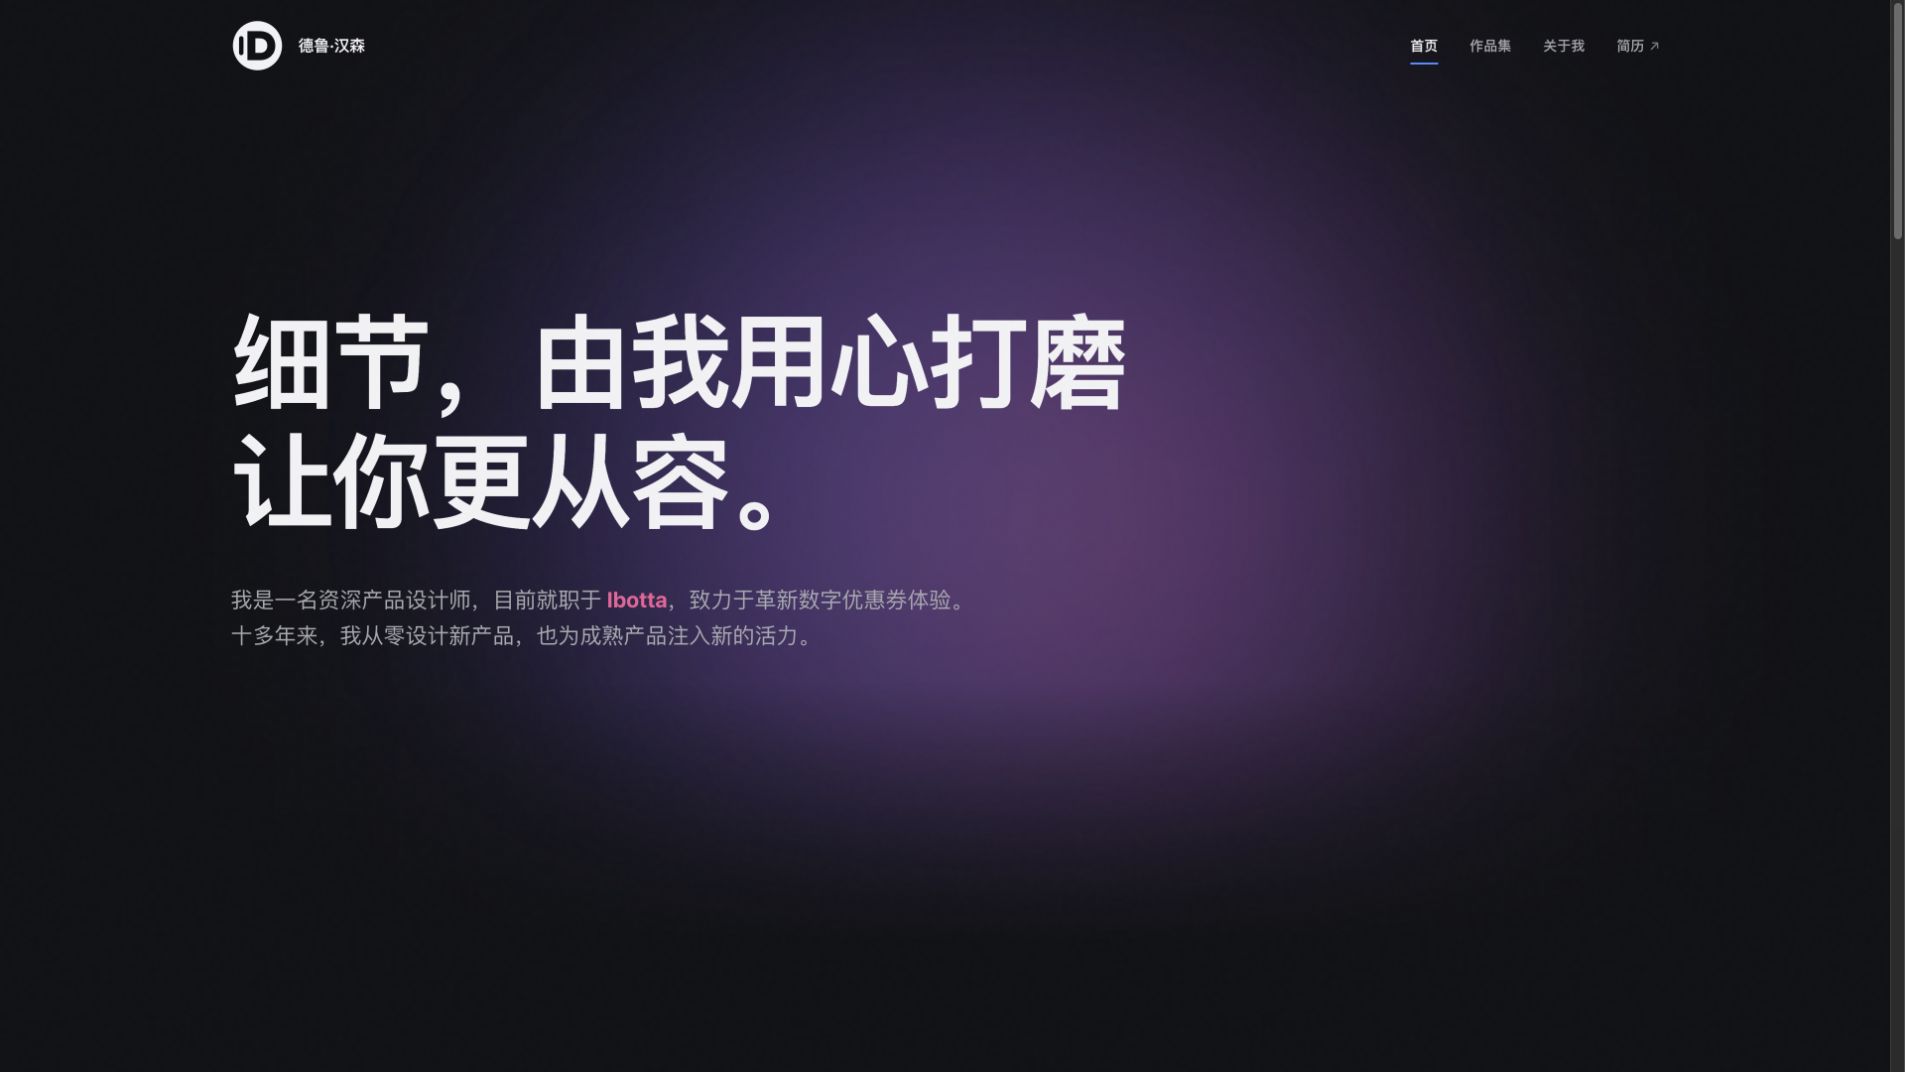 德鲁·汉森
首页
作品集
关于我
简历 ↗
细节，由我用心打磨
让你更从容。
我是一名资深产品设计师，目前就职于 Ibotta，致力于革新数字优惠券体验。
十多年来，我从零设计新产品，也为成熟产品注入新的活力。